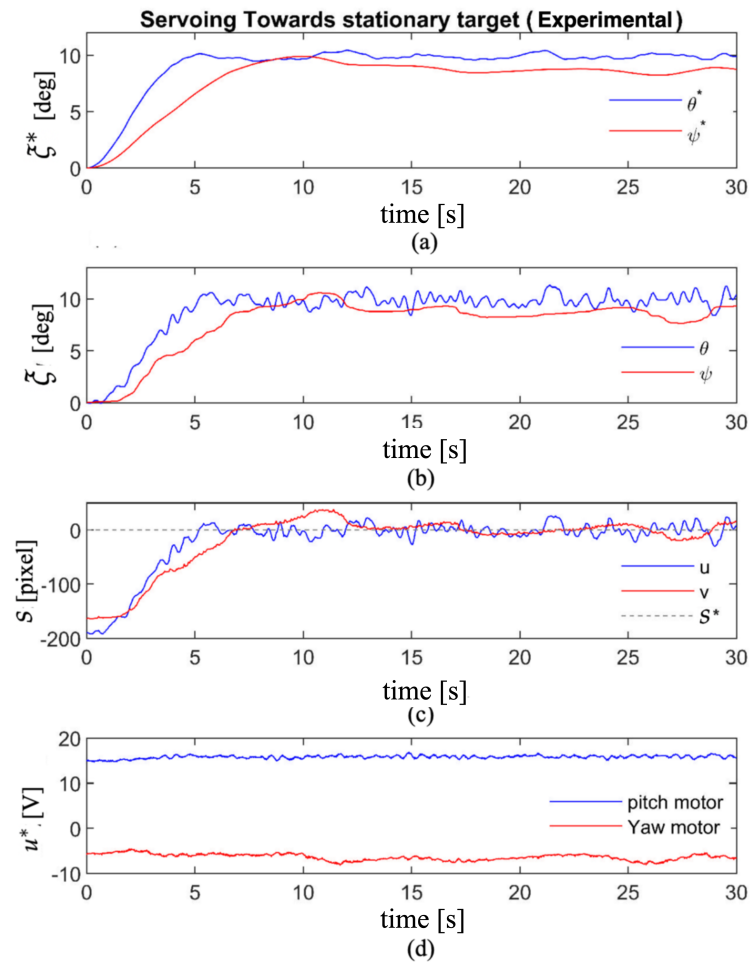 Servoing Towards stationary target (Experimental)
10
5
0
ζ* [deg]
θ*
ψ*
0 5 10 15 20 25 30
time [s]
(a)
10
5
0
ζ [deg]
θ
ψ
0 5 10 15 20 25 30
time [s]
(b)
0
-100
-200
S [pixel]
u
v
S*
0 5 10 15 20 25 30
time [s]
(c)
20
10
0
-10
u* [V]
pitch motor
Yaw motor
0 5 10 15 20 25 30
time [s]
(d)